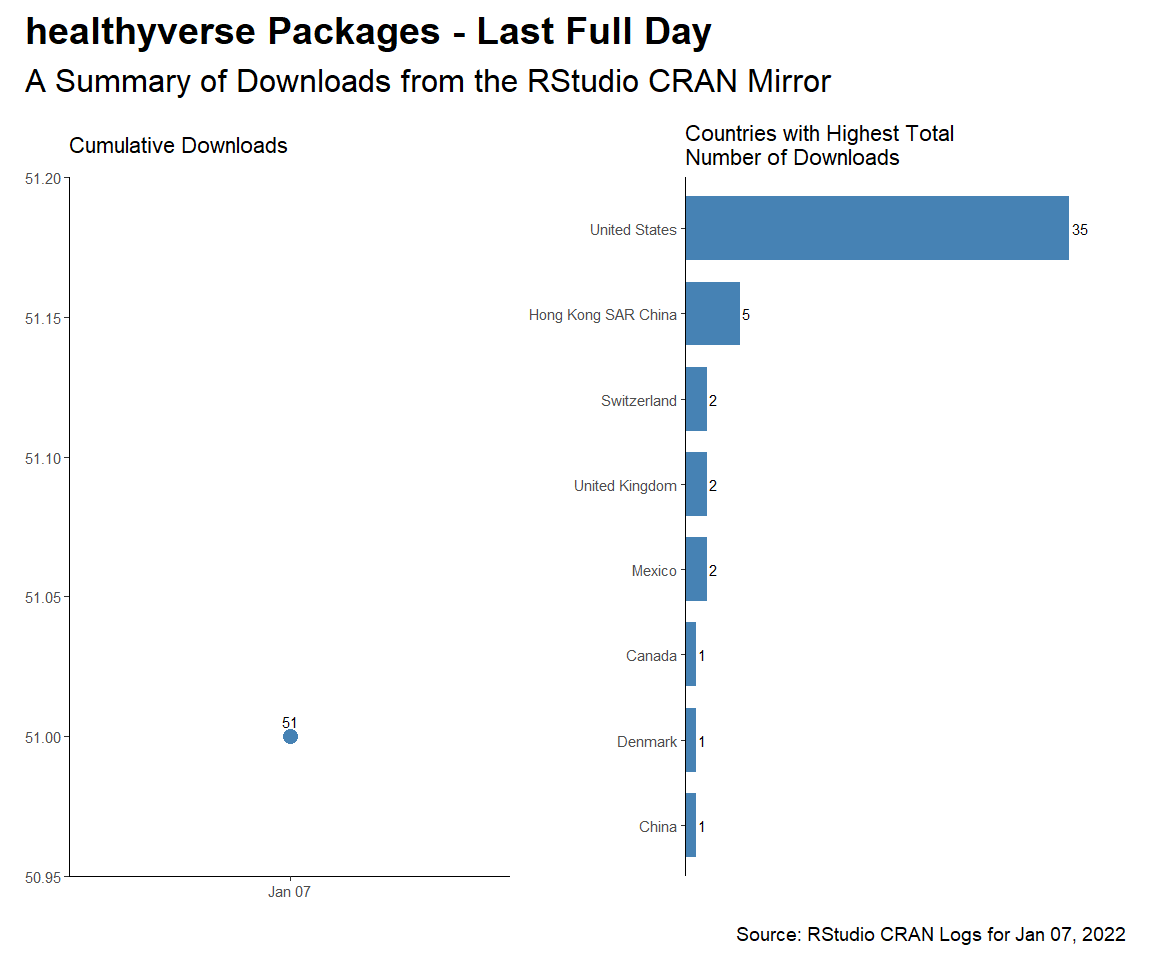 healthyverse Packages - Last Full Day
A Summary of Downloads from the RStudio CRAN Mirror
Cumulative Downloads
51.20
51.15
51.10
51.05
51.00
50.95
51
Jan 07
Countries with Highest Total
Number of Downloads
United States 35
Hong Kong SAR China 5
Switzerland 2
United Kingdom 2
Mexico 2
Canada 1
Denmark 1
China 1
Source: RStudio CRAN Logs for Jan 07, 2022